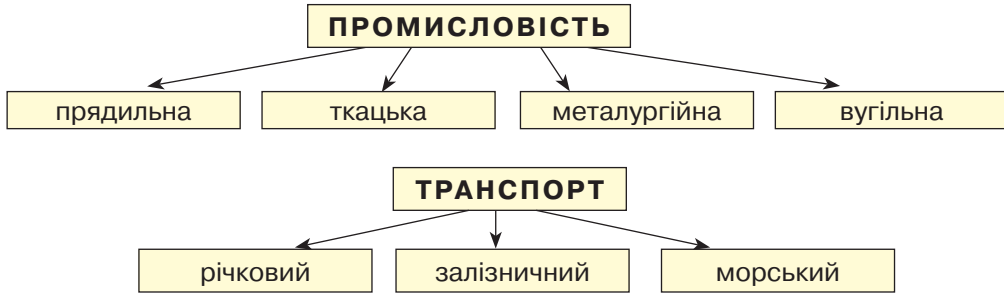 ПРОМИСЛОВІСТЬ
прядильна ткацька металургійна вугільна
ТРАНСПОРТ
річковий залізничний морський